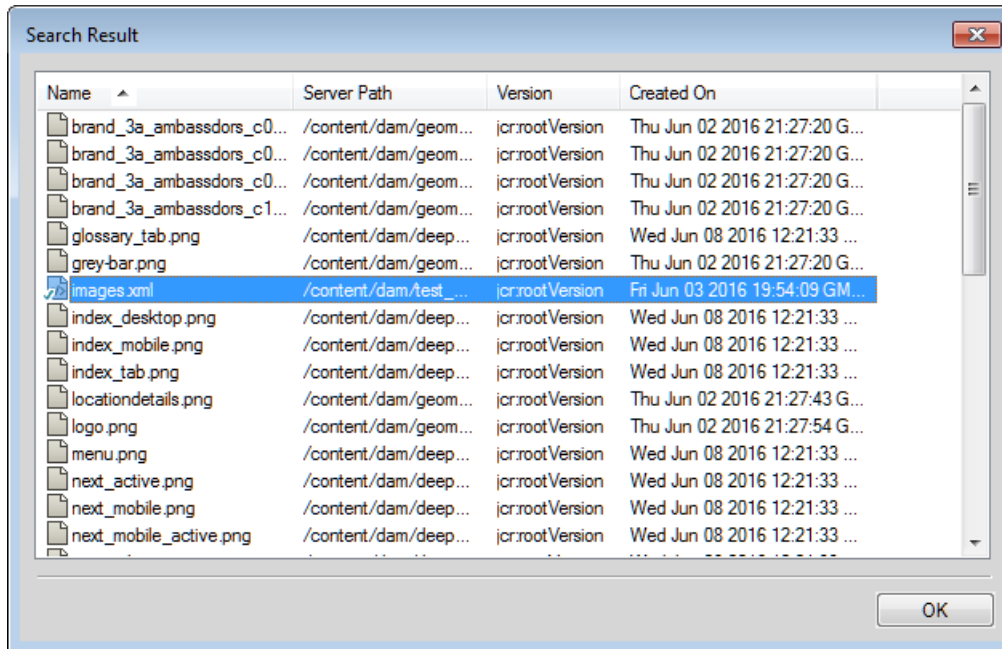 Search Result
Name Server Path Version Created On
brand_3a_ambassdors_c0... /content/dam/geom... jcr:rootVersion Thu Jun 02 2016 21:27:20 G...
brand_3a_ambassdors_c0... /content/dam/geom... jcr:rootVersion Thu Jun 02 2016 21:27:20 G...
brand_3a_ambassdors_c0... /content/dam/geom... jcr:rootVersion Thu Jun 02 2016 21:27:20 G...
brand_3a_ambassdors_c1... /content/dam/geom... jcr:rootVersion Thu Jun 02 2016 21:27:20 G...
glossary_tab.png /content/dam/deep... jcr:rootVersion Wed Jun 08 2016 12:21:33 ...
grey-bar.png /content/dam/geom... jcr:rootVersion Thu Jun 02 2016 21:27:20 G...
images.xml /content/dam/test_... jcr:rootVersion Fri Jun 03 2016 19:54:09 GM...
index_desktop.png /content/dam/deep... jcr:rootVersion Wed Jun 08 2016 12:21:33 ...
index_mobile.png /content/dam/deep... jcr:rootVersion Wed Jun 08 2016 12:21:33 ...
index_tab.png /content/dam/deep... jcr:rootVersion Wed Jun 08 2016 12:21:33 ...
locationdetails.png /content/dam/geom... jcr:rootVersion Thu Jun 02 2016 21:27:43 G...
logo.png /content/dam/geom... jcr:rootVersion Thu Jun 02 2016 21:27:54 G...
menu.png /content/dam/deep... jcr:rootVersion Wed Jun 08 2016 12:21:33 ...
next_active.png /content/dam/deep... jcr:rootVersion Wed Jun 08 2016 12:21:33 ...
next_mobile.png /content/dam/deep... jcr:rootVersion Wed Jun 08 2016 12:21:33 ...
next_mobile_active.png /content/dam/deep... jcr:rootVersion Wed Jun 08 2016 12:21:33 ...
OK